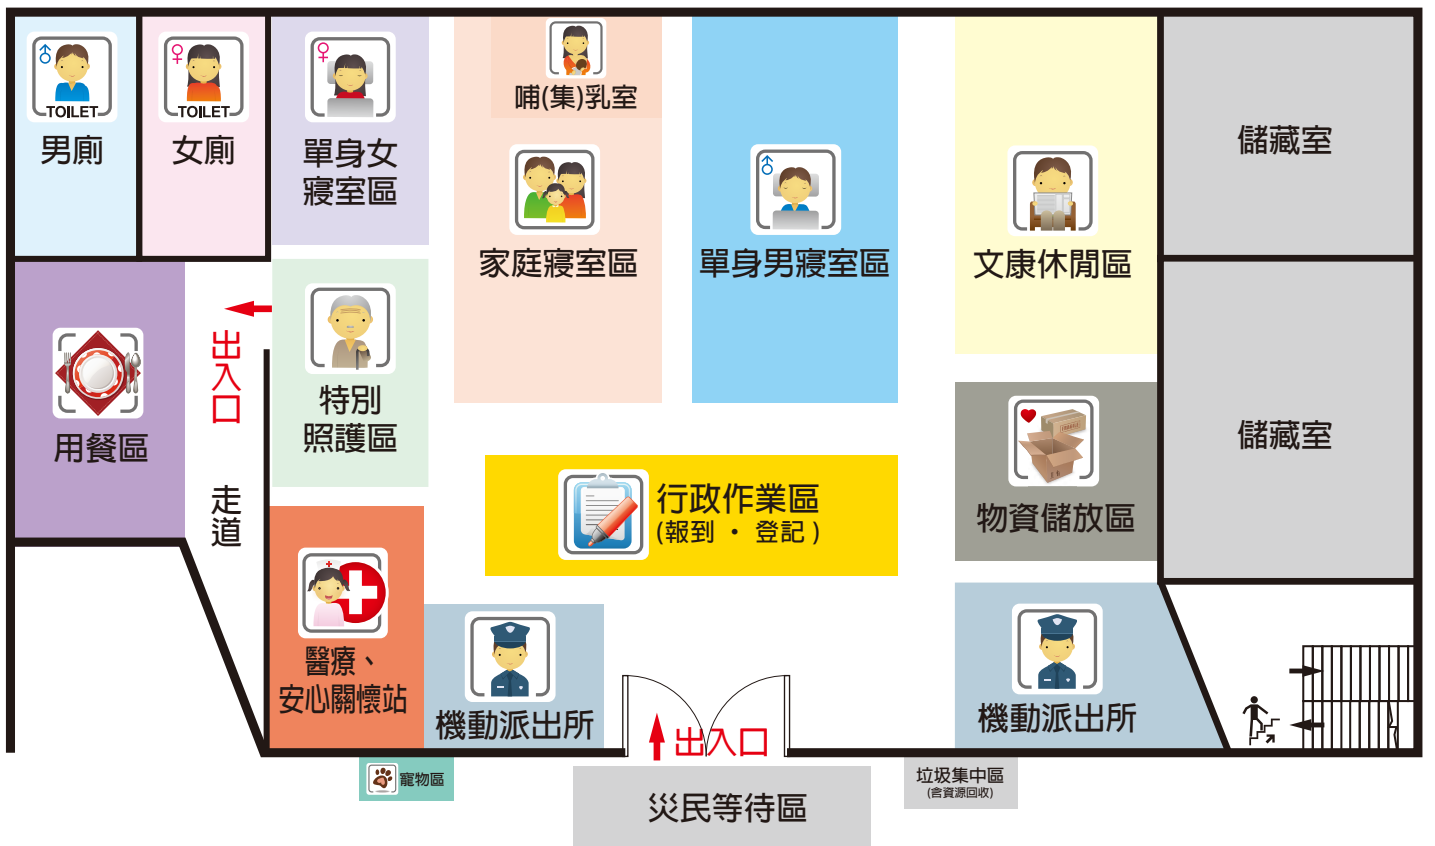 TOILET
男廁
TOILET
女廁
單身女
寢室區
哺(集)乳室
家庭寢室區
單身男寢室區
文康休閒區
儲藏室
用餐區
出入口
走道
特別
照護區
行政作業區
(報到 ・ 登記)
物資儲放區
儲藏室
醫療、
安心關懷站
機動派出所
出入口
機動派出所
寵物區
災民等待區
垃圾集中區
(含資源回收)